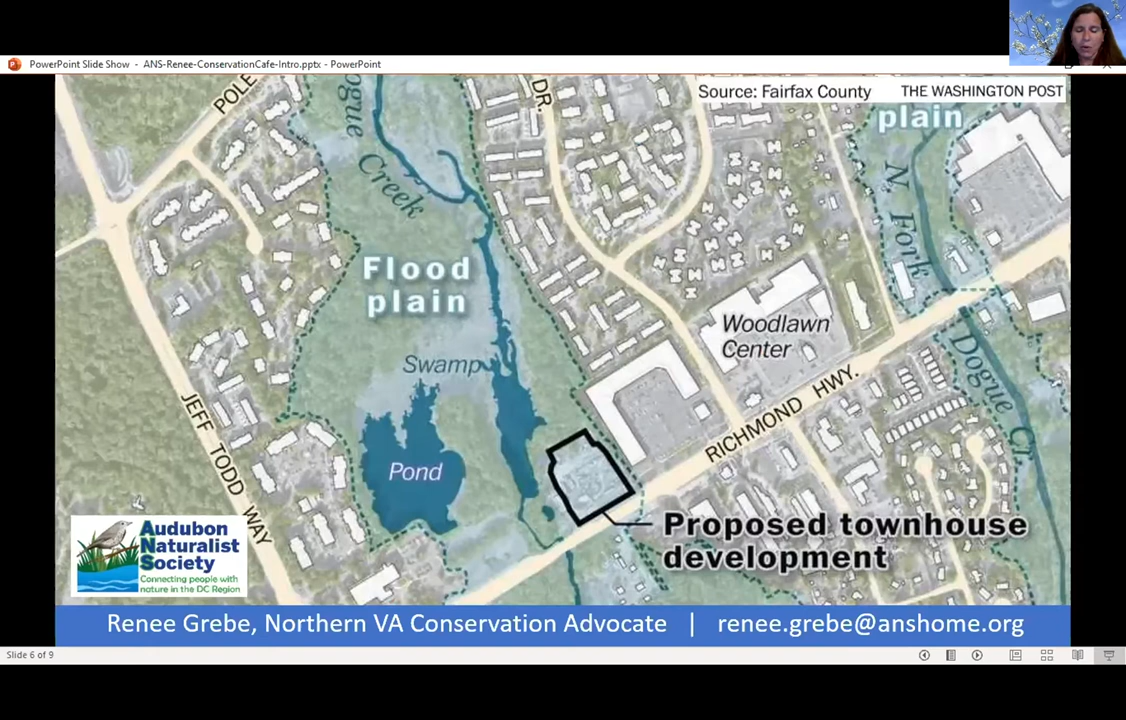 PowerPoint Slide Show - ANS-Renee-ConservationCafe-Intro.pptx - PowerPoint
Source: Fairfax County THE WASHINGTON POST
POLE
DR.
plain
ogue
Creek
N Fork
Flood
plain
Woodlawn
Center
Swamp
Dogue Cr.
RICHMOND HWY.
JEFF TODD WAY
Pond
Proposed townhouse
development
Audubon
Naturalist
Society
Connecting people with
nature in the DC Region
Renee Grebe, Northern VA Conservation Advocate | renee.grebe@anshome.org
Slide 6 of 9